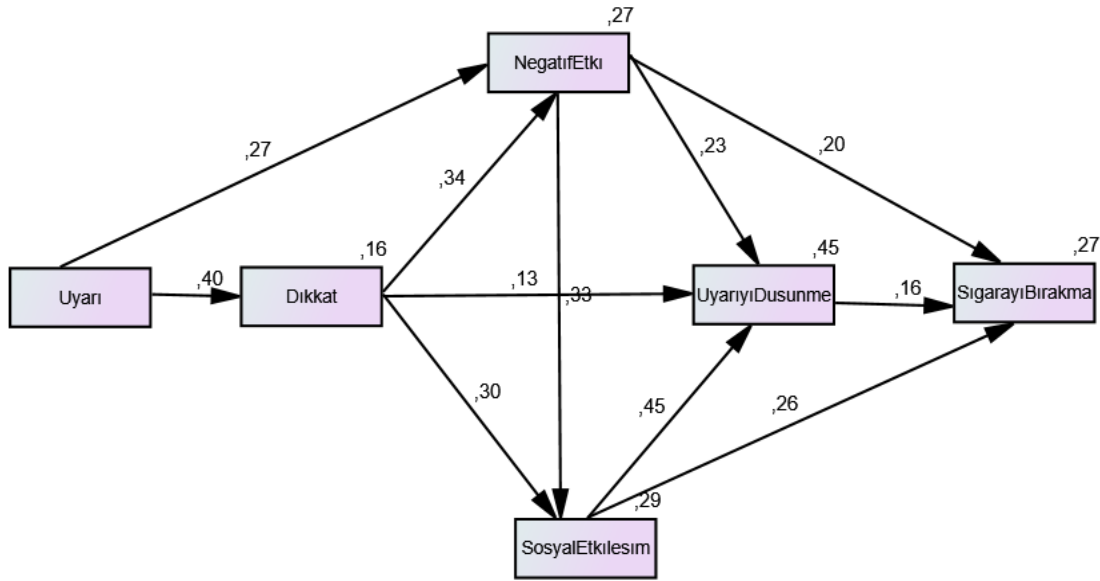 ,27
NegatıfEtkı
,27
,23
,20
,34
,16
,45
,27
Uyarı
,40
Dıkkat
,13
,33
UyarıyıDusunme
,16
SıgarayıBırakma
,30
,45
,26
,29
SosyalEtkılesım